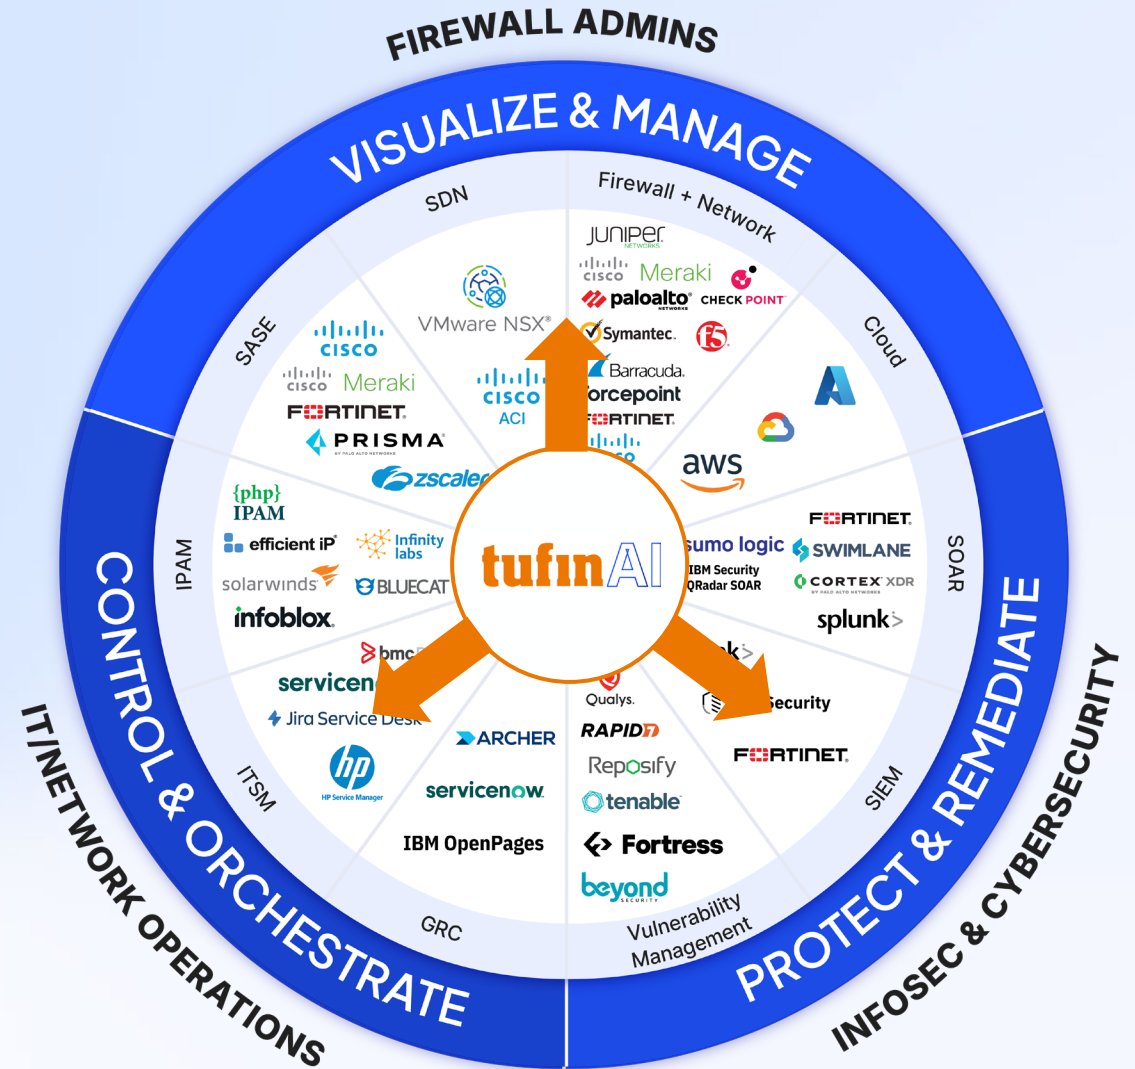 FIREWALL ADMINS
VISUALIZE & MANAGE
SDN
Firewall + Network
SASE
Cloud
JUNIPER
NETWORKS
CISCO
Meraki
paloalto
NETWORKS
CHECK POINT
Symantec.
f5
Barracuda.
orcepoint
FORTINET
VMware NSX®
CISCO
ACI
CISCO
CISCO
Meraki
FORTINET
PRISMA
BY PALO ALTO NETWORKS
zscaler
aws
IPAM
{php}
IPAM
efficient iP
Infinity
labs
solarwinds
BLUECAT
infoblox.
tufin AI
sumo logic
IBM Security
QRadar SOAR
FORTINET
SWIMLANE
CORTEX XDR
BY PALO ALTO NETWORKS
splunk>
SOAR
bmc
servicen
Jira Service Desk
hp
HP Service Manager
ITSM
ARCHER
servicenow.
IBM OpenPages
GRC
Qualys.
RAPID7
Reposify
tenable
Fortress
beyond
SECURITY
Vulnerability
Management
k>
Security
FORTINET
SIEM
CONTROL & ORCHESTRATE
PROTECT & REMEDIATE
IT/NETWORK OPERATIONS
INFOSEC & CYBERSECURITY